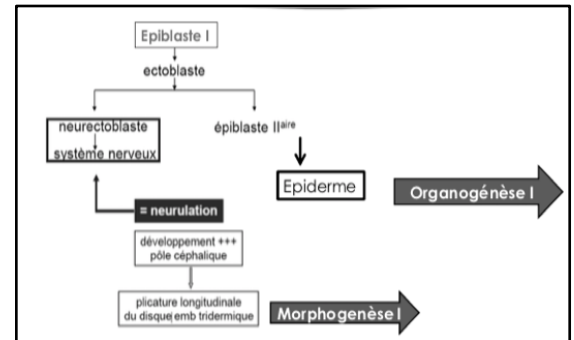 Epiblaste I
ectoblaste
neurectoblaste
système nerveux
épiblaste IIaire
Epiderme
Organogénèse I
= neurulation
développement +++
pôle céphalique
plicature longitudinale
du disque emb tridermique
Morphogenèse I